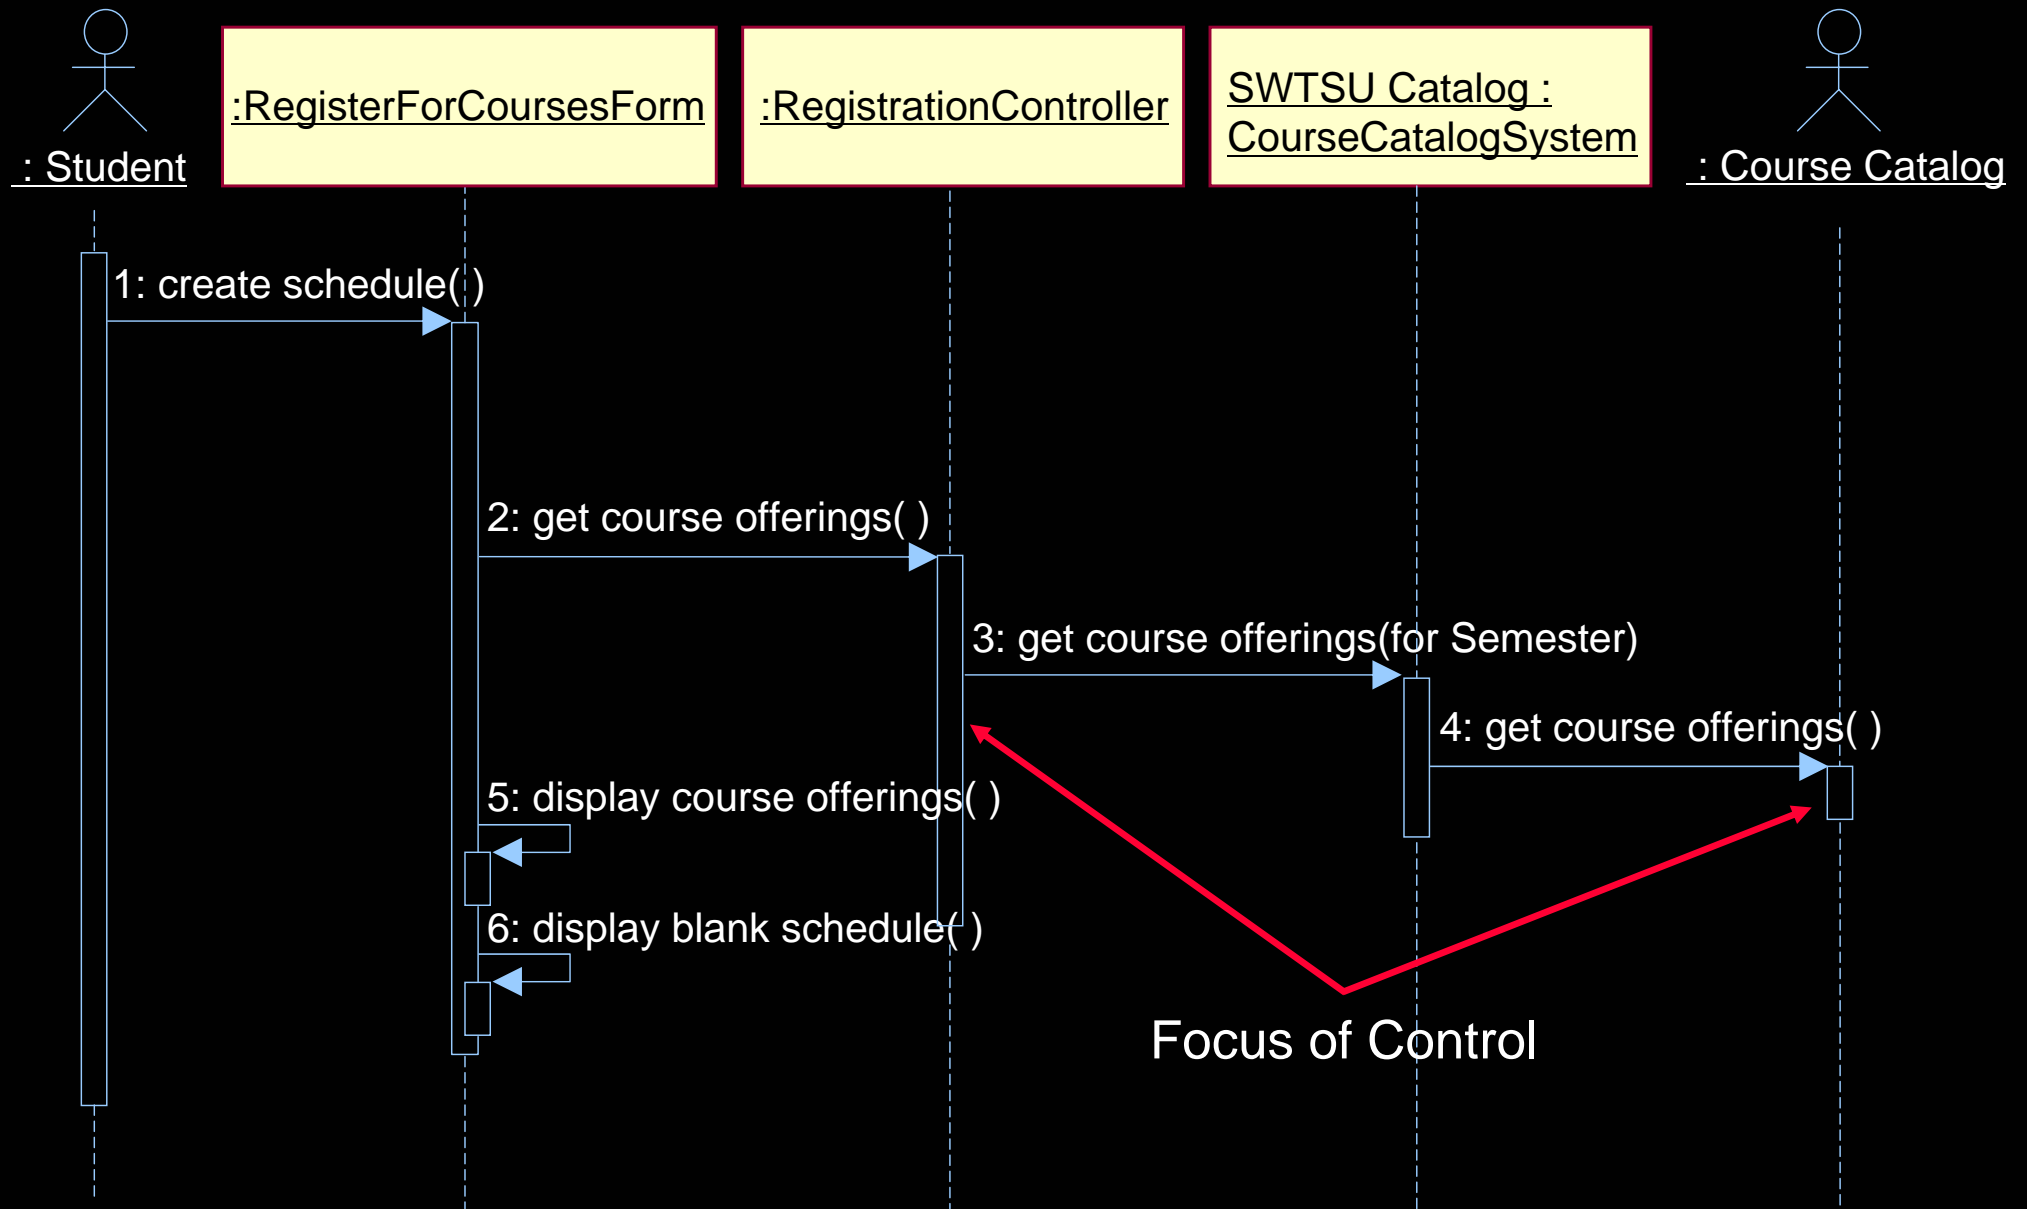 : Student
:RegisterForCoursesForm
:RegistrationController
SWTSU Catalog :
CourseCatalogSystem
: Course Catalog
1: create schedule( )
2: get course offerings( )
3: get course offerings(for Semester)
4: get course offerings( )
5: display course offerings( )
6: display blank schedule( )
Focus of Control